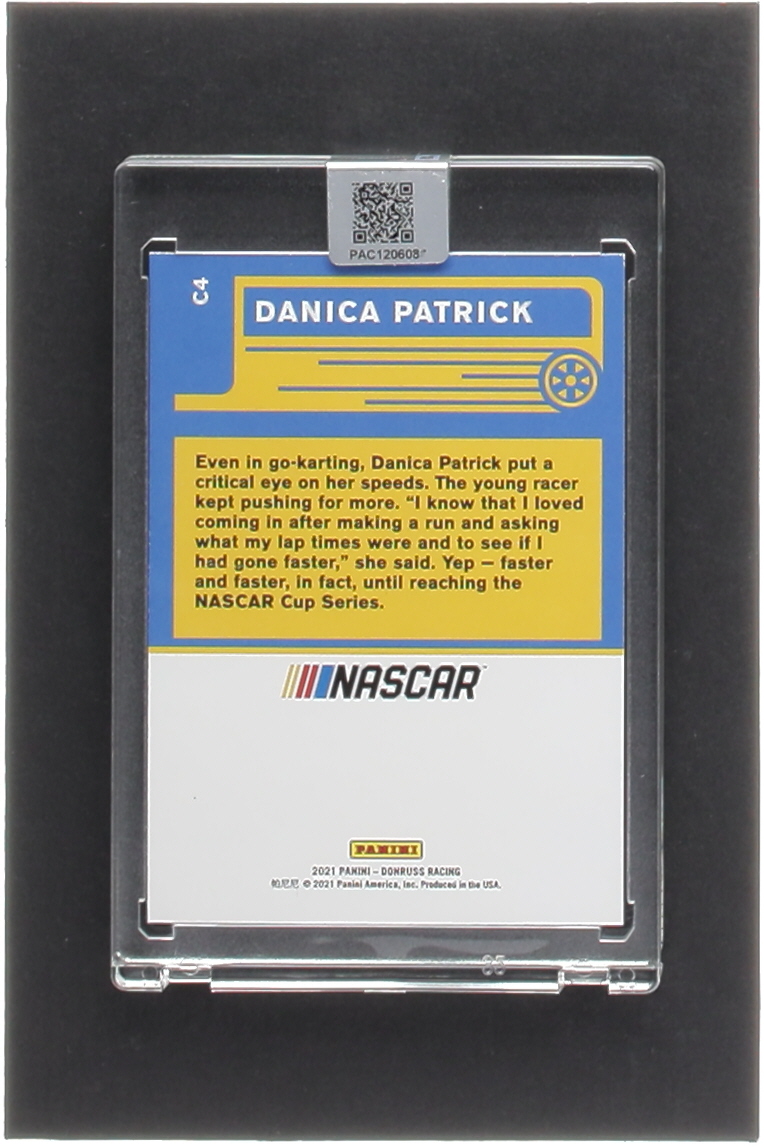 PAC120608
C4
DANICA PATRICK
Even in go-karting, Danica Patrick put a
critical eye on her speeds. The young racer
kept pushing for more. “I know that I loved
coming in after making a run and asking
what my lap times were and to see if I
had gone faster,” she said. Yep — faster
and faster, in fact, until reaching the
NASCAR Cup Series.
NASCAR
PANINI
2021 PANINI – DONRUSS RACING
帕尼尼 © 2021 Panini America, Inc. Produced in the USA.